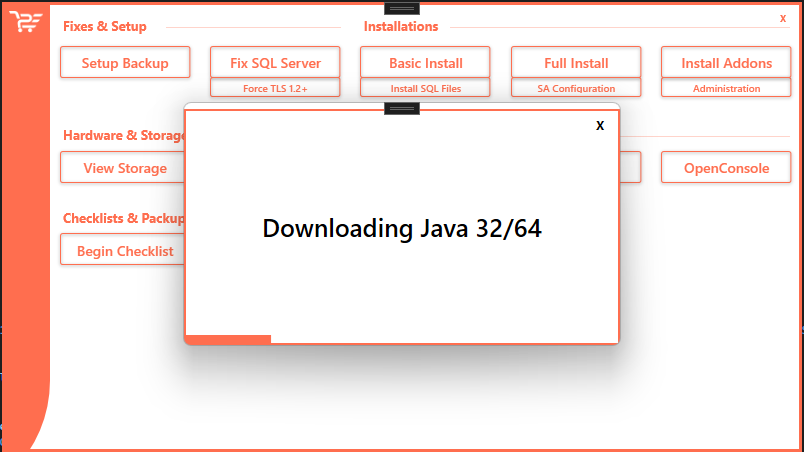 Fixes & Setup
Installations
x
Setup Backup
Fix SQL Server
Basic Install
Full Install
Install Addons
Force TLS 1.2+
Install SQL Files
SA Configuration
Administration
Hardware & Storage
X
View Storage
OpenConsole
Downloading Java 32/64
Checklists & Packup
Begin Checklist